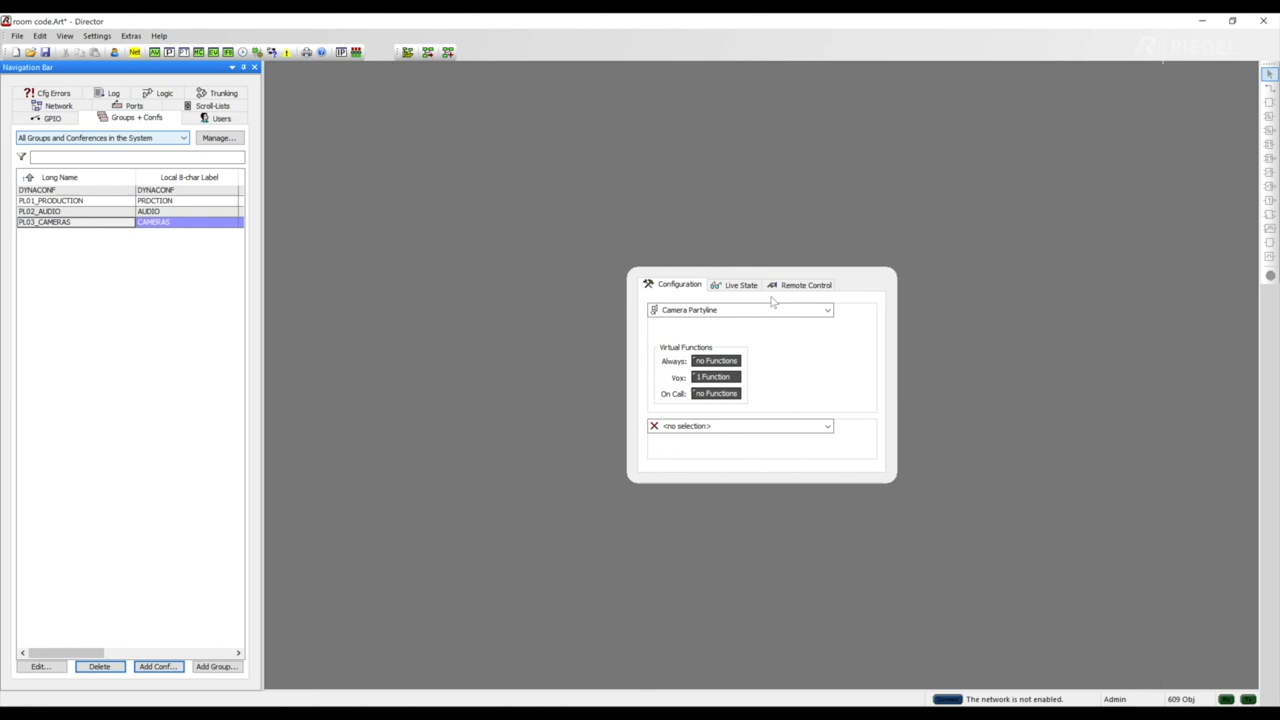 room code.Art* - Director
File Edit View Settings Extras Help
Net
RIEDEL
Navigation Bar
Cfg Errors Log Logic Trunking
Network Ports Scroll-Lists
GPIO Groups + Confs Users
All Groups and Conferences in the System Manage...
Long Name Local 8-char Label
DYNACONF DYNACONF
PL01_PRODUCTION PRDCTION
PL02_AUDIO AUDIO
PL03_CAMERAS CAMERAS
Configuration Live State Remote Control
Camera Partyline
Virtual Functions
Always: no Functions
Vox: 1 Function
On Call: no Functions
<no selection>
Edit... Delete Add Conf... Add Group...
The network is not enabled. Admin 609 Obj